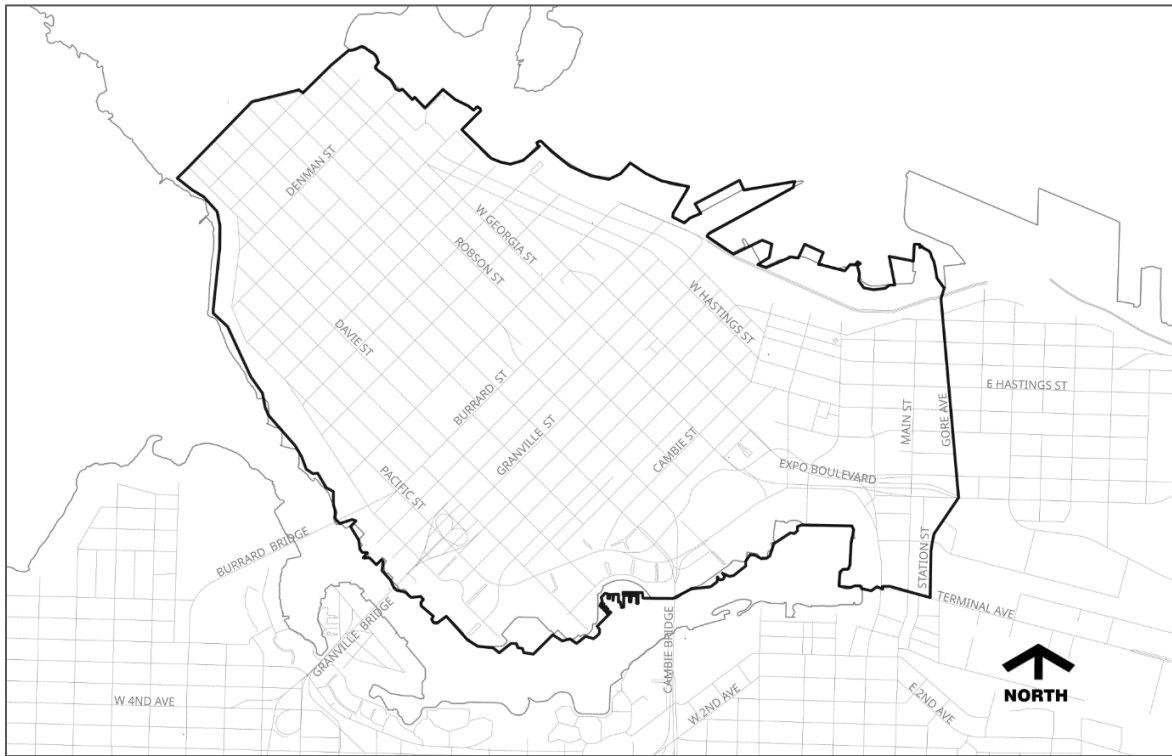 DENMAN ST
W GEORGIA ST
ROBSON ST
W HASTINGS ST
DAVIE ST
BURRARD ST
E HASTINGS ST
MAIN ST
GORE AVE
GRANVILLE ST
CAMBIE ST
EXPO BOULEVARD
PACIFIC ST
BURRARD BRIDGE
STATION ST
TERMINAL AVE
GRANVILLE BRIDGE
CAMBIE BRIDGE
W 4ND AVE
W 2ND AVE
E 2ND AVE
NORTH